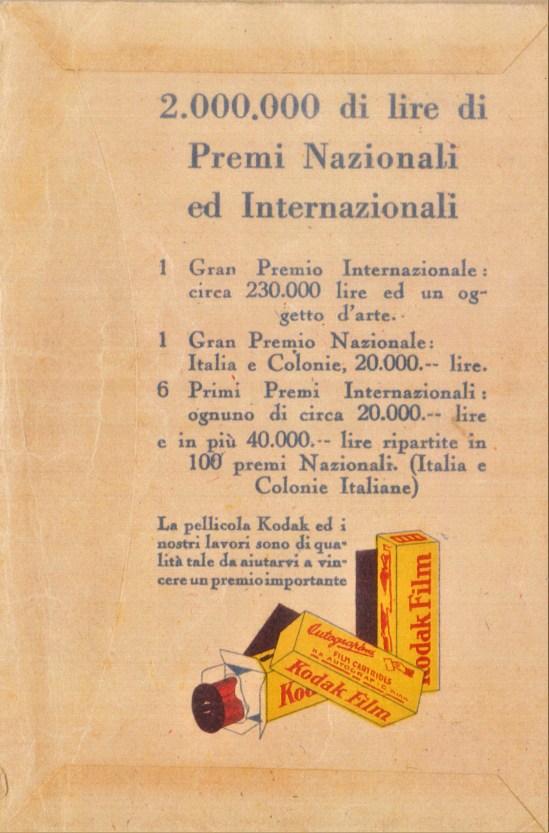 2.000.000 di lire di
Premi Nazionali
ed Internazionali
1 Gran Premio Internazionale:
circa 230.000 lire ed un og-
getto d'arte.
1 Gran Premio Nazionale:
Italia e Colonie, 20.000.-- lire.
6 Primi Premi Internazionali:
ognuno di circa 20.000.-- lire
e in più 40.000.-- lire ripartite in
100 premi Nazionali. (Italia e
Colonie Italiane)
La pellicola Kodak ed i
nostri lavori sono di qua-
lità tale da aiutarvi a vin-
cere un premio importante
Kodak Film
Autographic
FILM CARTRIDGE
Kodak Film
Ko